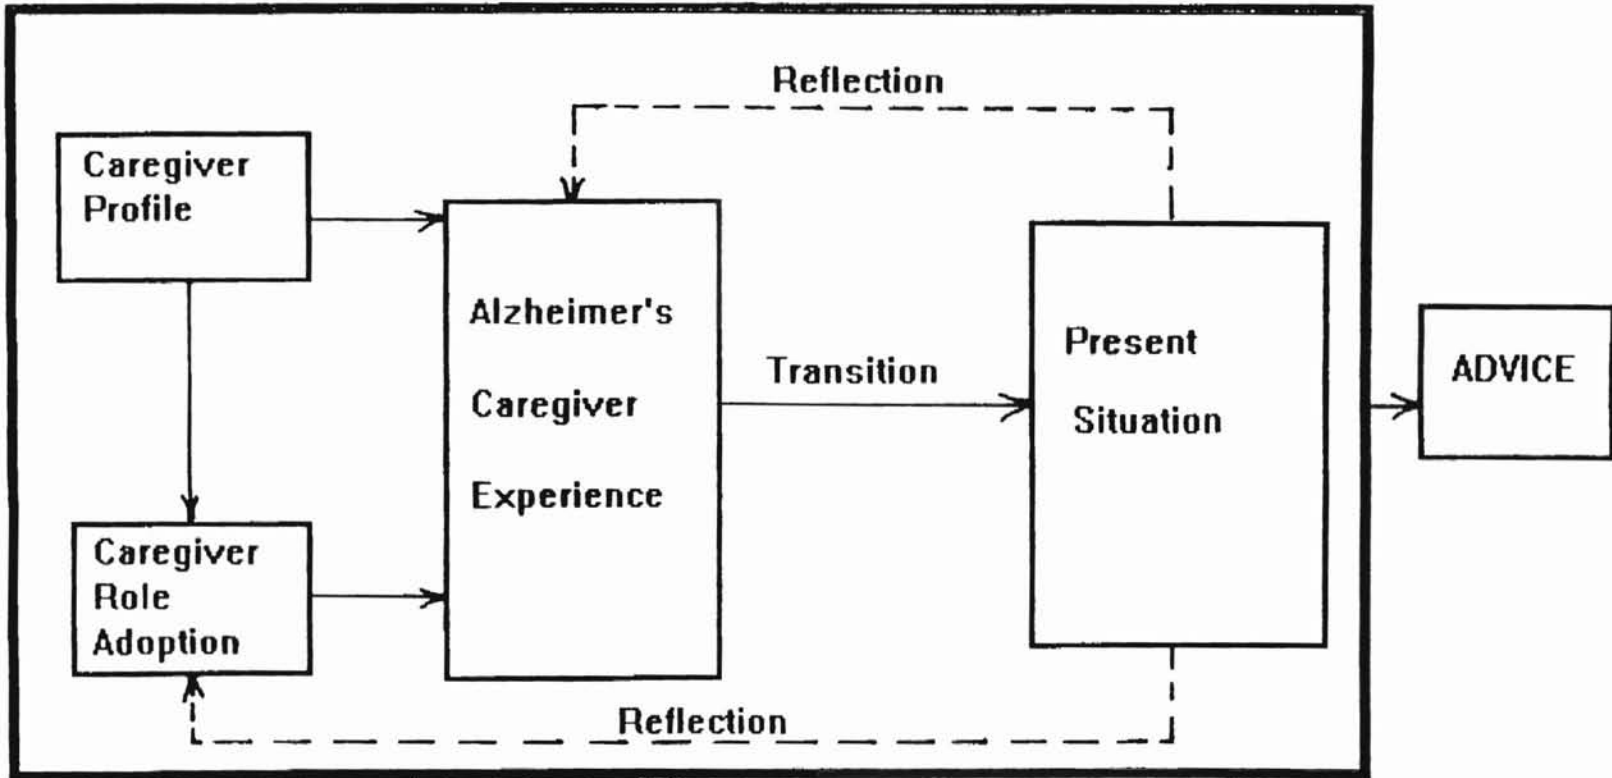 Reflection
Caregiver
Profile
Alzheimer's
Caregiver
Experience
Transition
Present
Situation
ADVICE
Caregiver
Role
Adoption
Reflection